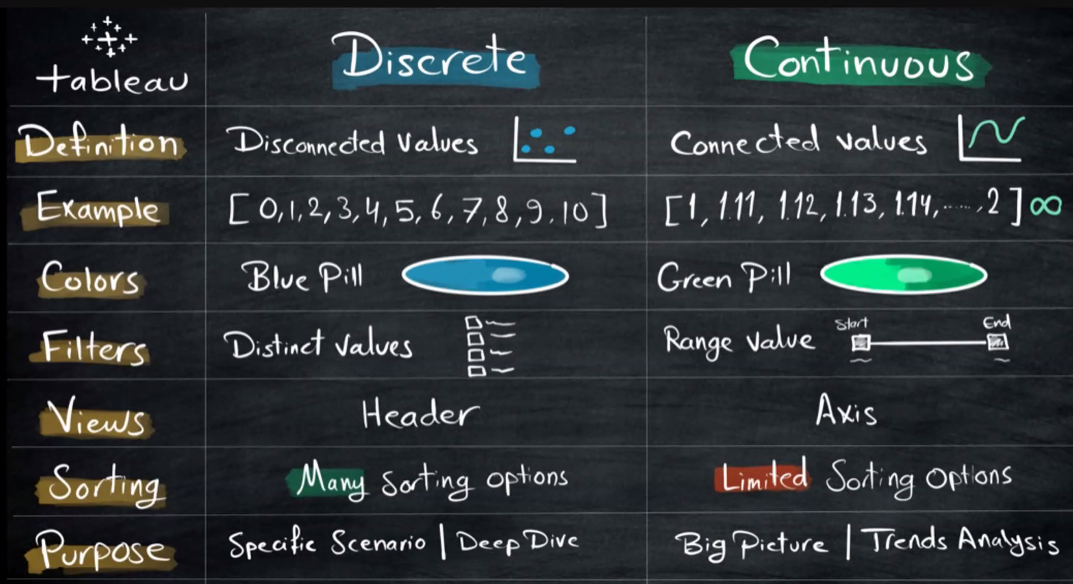 tableau
Discrete
Continuous
Definition
Disconnected Values
Connected values
Example
[0,1,2,3,4,5,6,7,8,9,10]
[1, 1.11, 1.12, 1.13, 1.14,......,2] ∞
Colors
Blue Pill
Green Pill
Filters
Distinct Values
Range Value
Start
End
Views
Header
Axis
Sorting
Many Sorting options
Limited Sorting Options
Purpose
Specific Scenario | Deep Dive
Big Picture | Trends Analysis